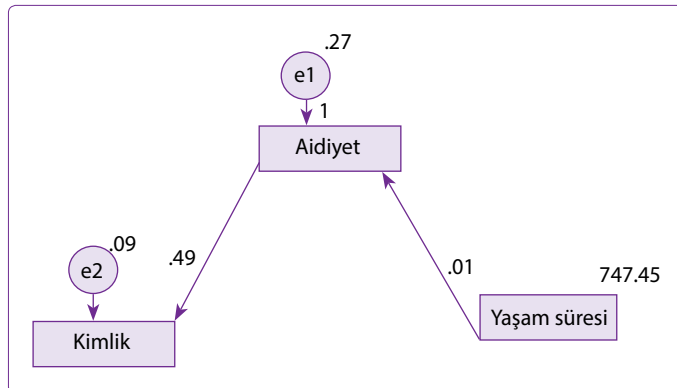 .27
e1
1
Aidiyet
.09
e2
.49
.01
747.45
Yaşam süresi
Kimlik